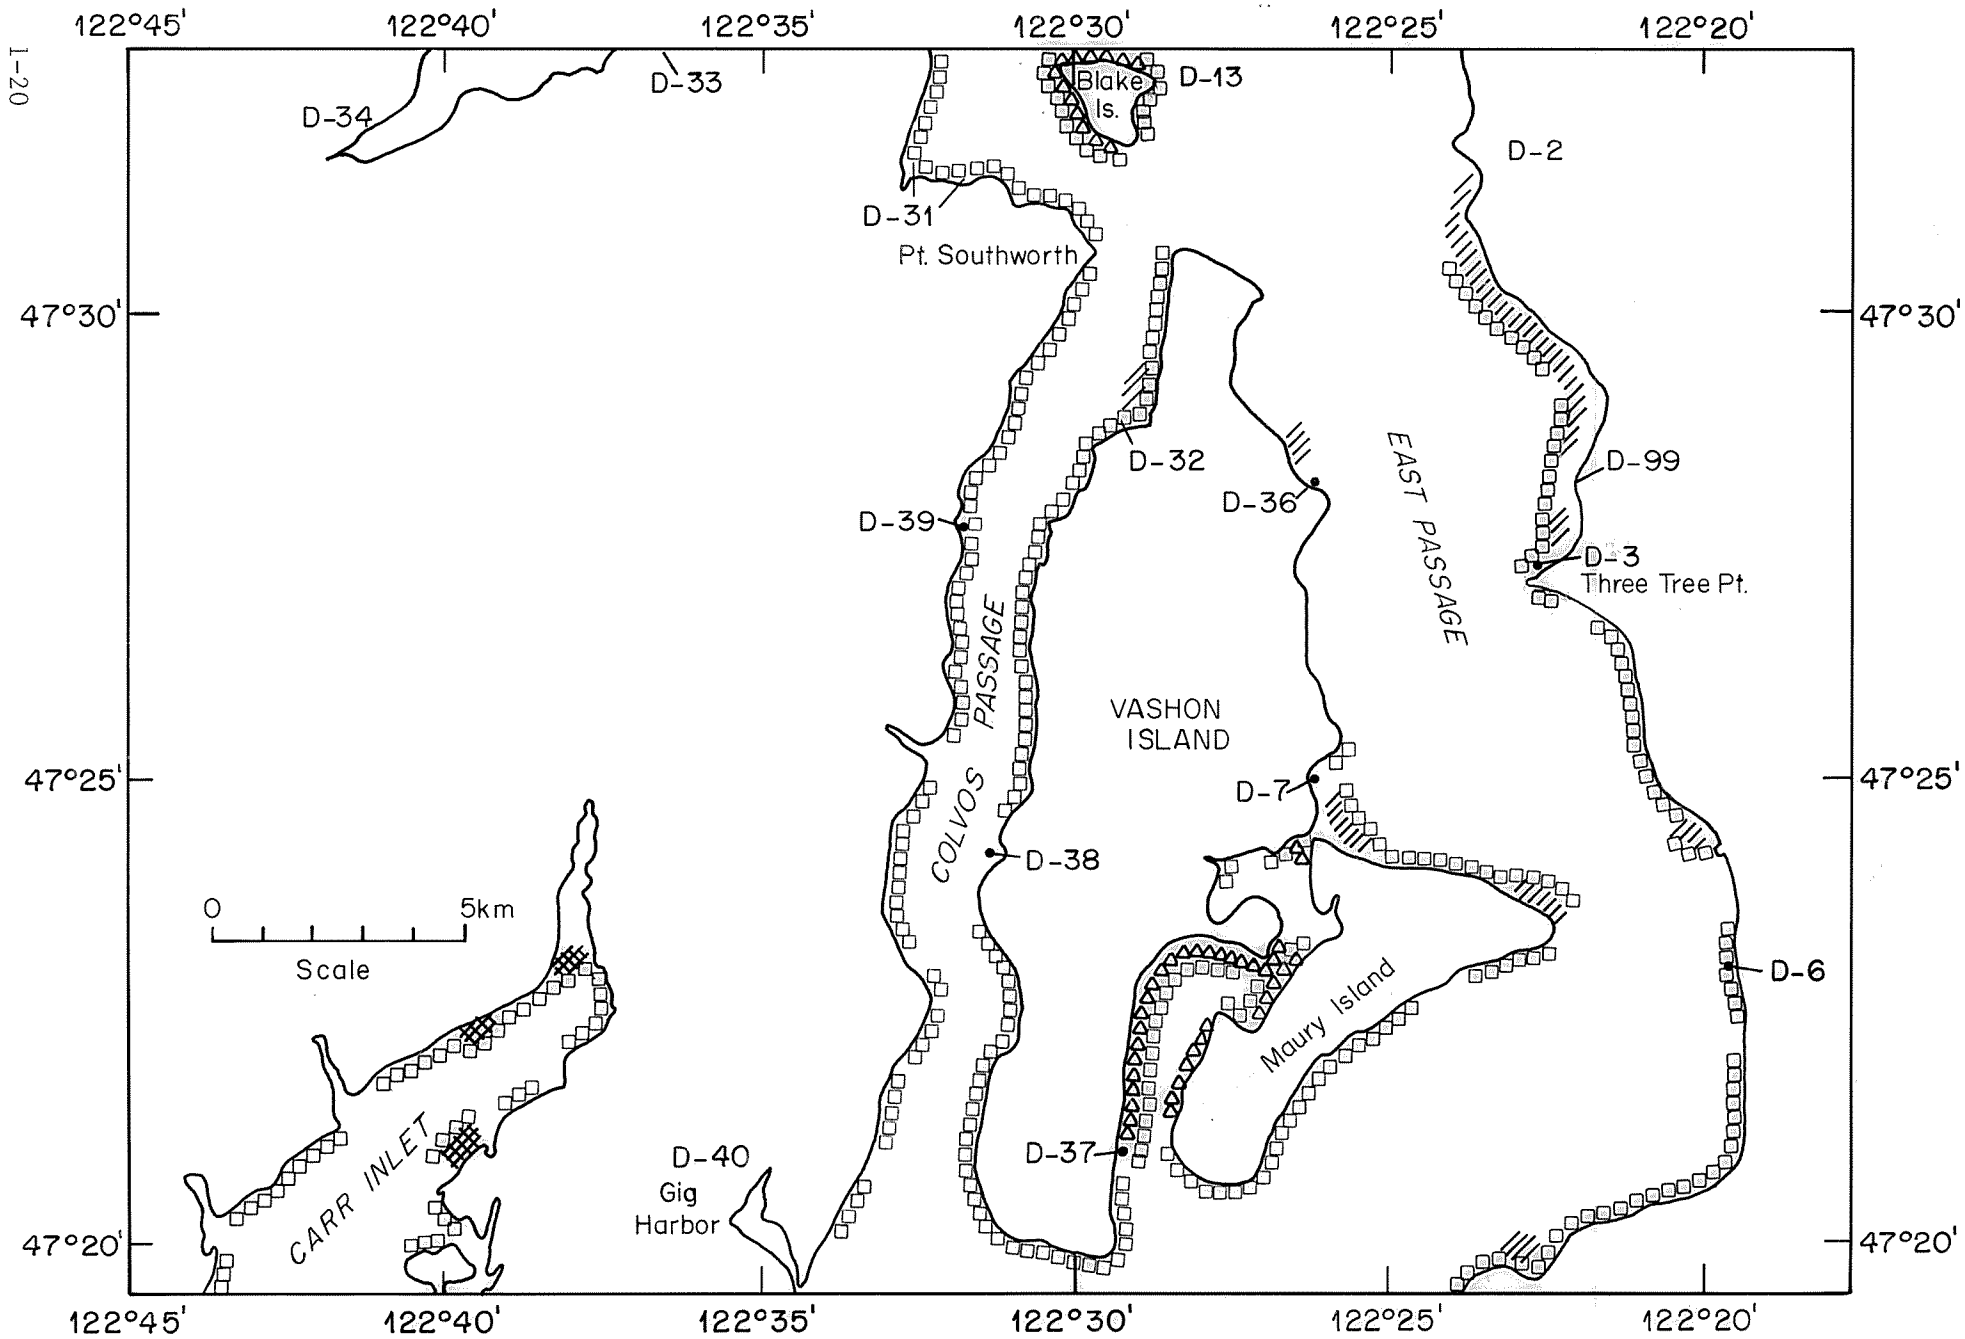 122°45' 122°40' 122°35' 122°30' 122°25' 122°20'
1-20
D-33
D-34
Blake
Is.
D-13
D-2
D-31
Pt. Southworth
47°30' 47°30'
D-32
D-36
D-99
EAST PASSAGE
D-39
D-3
Three Tree Pt.
COLVOS PASSAGE
VASHON
ISLAND
47°25' 47°25'
D-7
D-38
0 5km
Scale
Maury Island
D-6
CARR INLET
D-37
D-40
Gig
Harbor
47°20' 47°20'
122°45' 122°40' 122°35' 122°30' 122°25' 122°20'